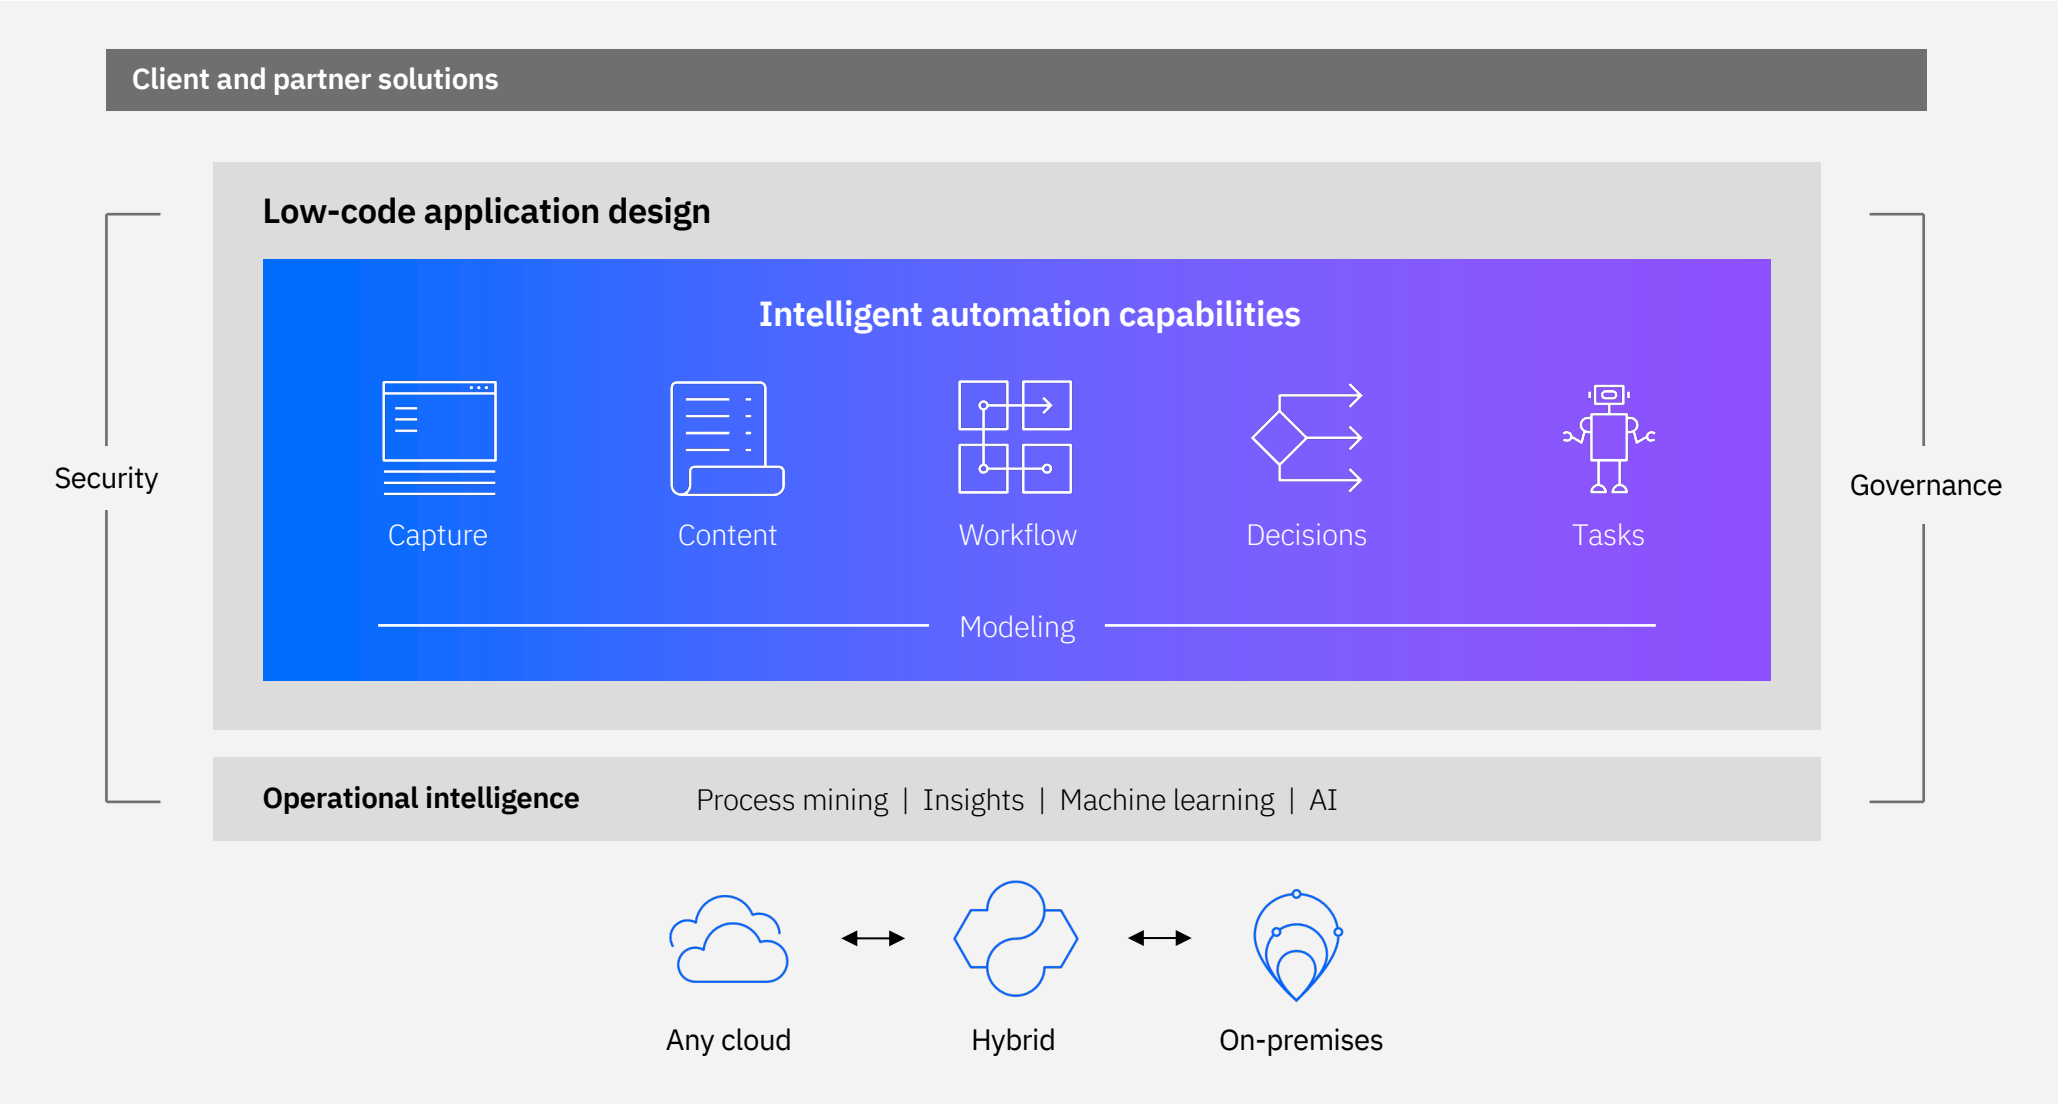 Client and partner solutions
Low-code application design
Intelligent automation capabilities
Capture
Content
Workflow
Decisions
Tasks
Modeling
Security
Governance
Operational intelligence
Process mining | Insights | Machine learning | AI
Any cloud
Hybrid
On-premises